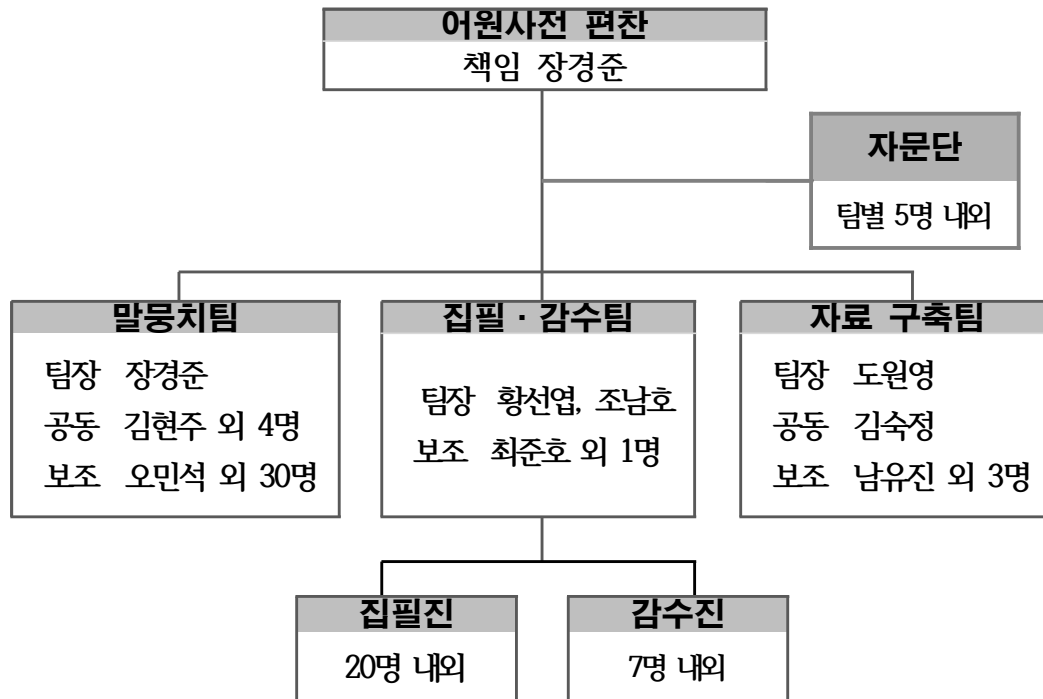 어원사전 편찬
책임 장경준
자문단
팀별 5명 내외
말뭉치팀
팀장 장경준
공동 김현주 외 4명
보조 오민석 외 30명
집필·감수팀
팀장 황선엽, 조남호
보조 최준호 외 1명
자료 구축팀
팀장 도원영
공동 김숙정
보조 남유진 외 3명
집필진
20명 내외
감수진
7명 내외